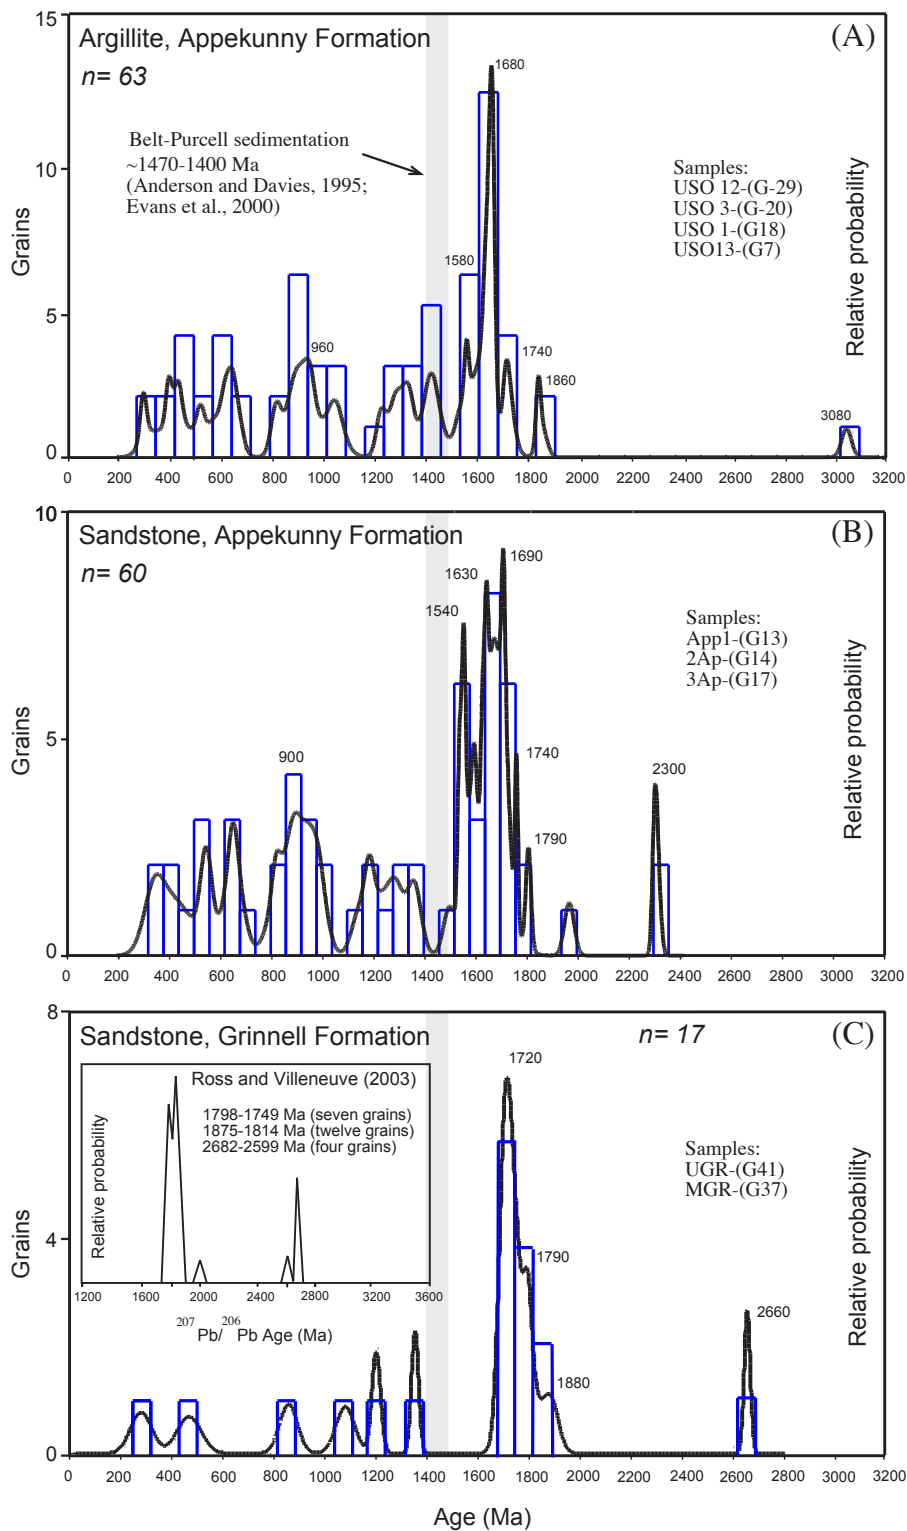 15
Argillite, Appekunny Formation
(A)
n= 63
1680
Belt-Purcell sedimentation
~1470-1400 Ma
(Anderson and Davies, 1995;
Evans et al., 2000)
Samples:
USO 12-(G-29)
USO 3-(G-20)
USO 1-(G18)
USO13-(G7)
10
Grains
Relative probability
1580
960
1740
1860
3080
5
0
0 200 400 600 800 1000 1200 1400 1600 1800 2000 2200 2400 2600 2800 3000 3200
10
Sandstone, Appekunny Formation
(B)
n= 60
1690
1630
1540
Samples:
App1-(G13)
2Ap-(G14)
3Ap-(G17)
Grains
Relative probability
5
900
1740
2300
1790
0
0 200 400 600 800 1000 1200 1400 1600 1800 2000 2200 2400 2600 2800 3000 3200
8
Sandstone, Grinnell Formation
n= 17
(C)
1720
Ross and Villeneuve (2003)
1798-1749 Ma (seven grains)
1875-1814 Ma (twelve grains)
2682-2599 Ma (four grains)
Relative probability
1200 1600 2000 2400 2800 3200 3600
207Pb/ 206Pb Age (Ma)
Samples:
UGR-(G41)
MGR-(G37)
Grains
Relative probability
4
1790
2660
1880
0
0 200 400 600 800 1000 1200 1400 1600 1800 2000 2200 2400 2600 2800 3000 3200
Age (Ma)